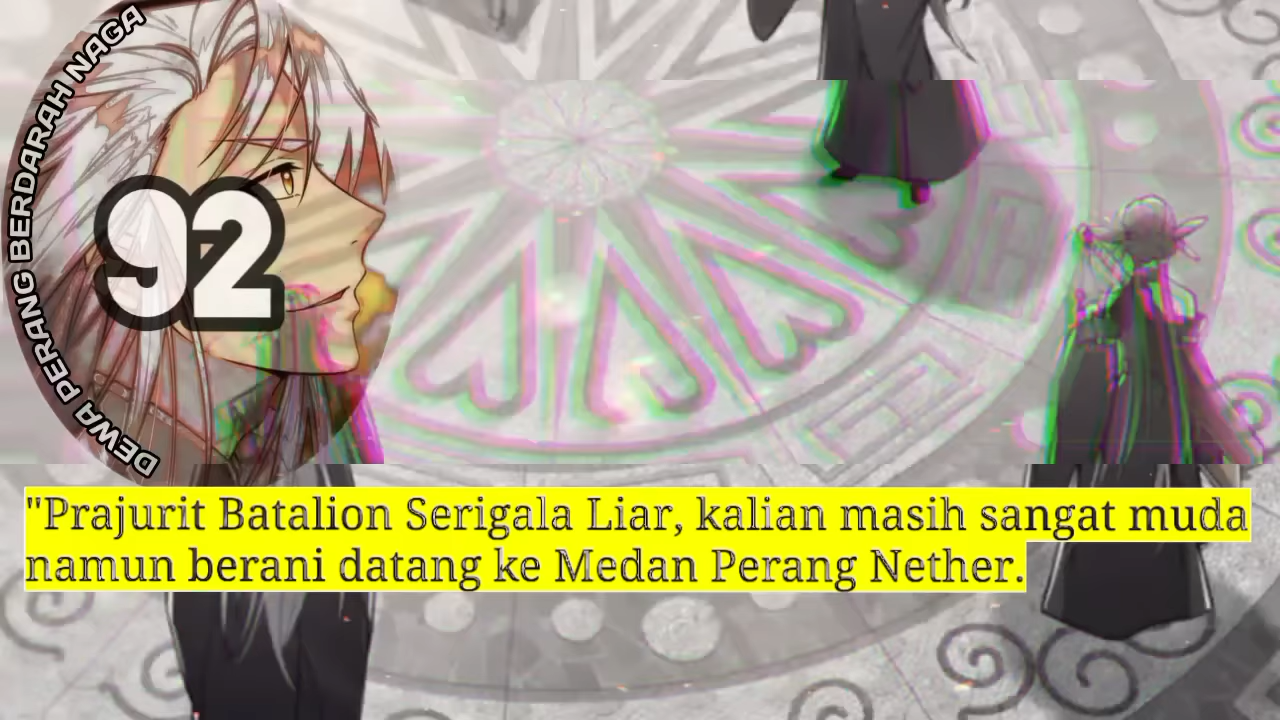 DEWA PERANG BERDARAH NAGA
92
"Prajurit Batalion Serigala Liar, kalian masih sangat muda
namun berani datang ke Medan Perang Nether.